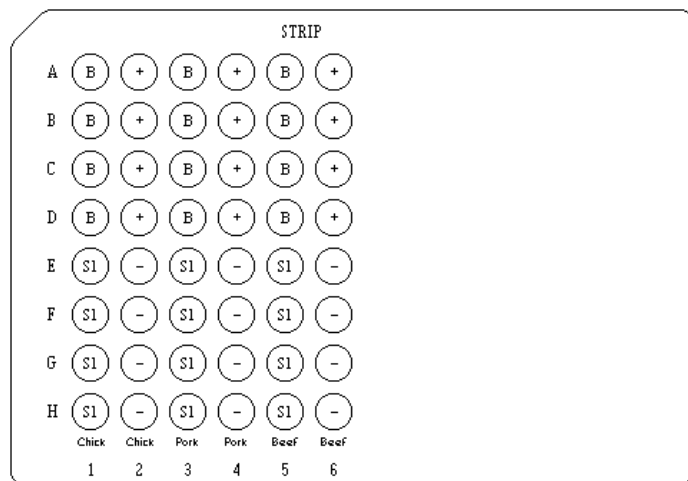 STRIP
A B + B + B +
B B + B + B +
C B + B + B +
D B + B + B +
E S1 - S1 - S1 -
F S1 - S1 - S1 -
G S1 - S1 - S1 -
H S1 - S1 - S1 -
Chick Chick Pork Pork Beef Beef
1 2 3 4 5 6